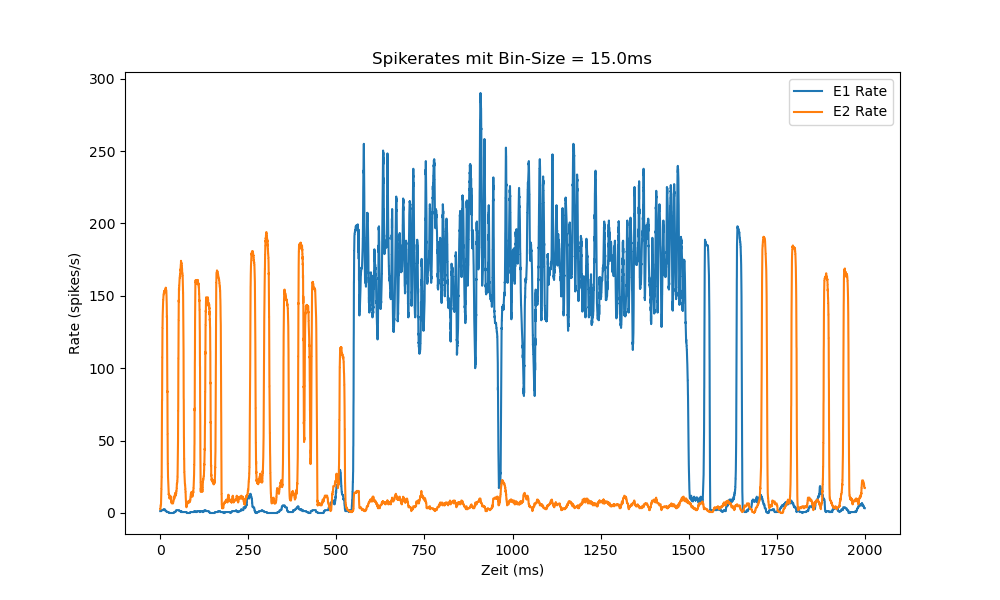 Spikerates mit Bin-Size = 15.0ms
E1 Rate
E2 Rate
300
250
200
150
100
50
0
Rate (spikes/s)
0 250 500 750 1000 1250 1500 1750 2000
Zeit (ms)